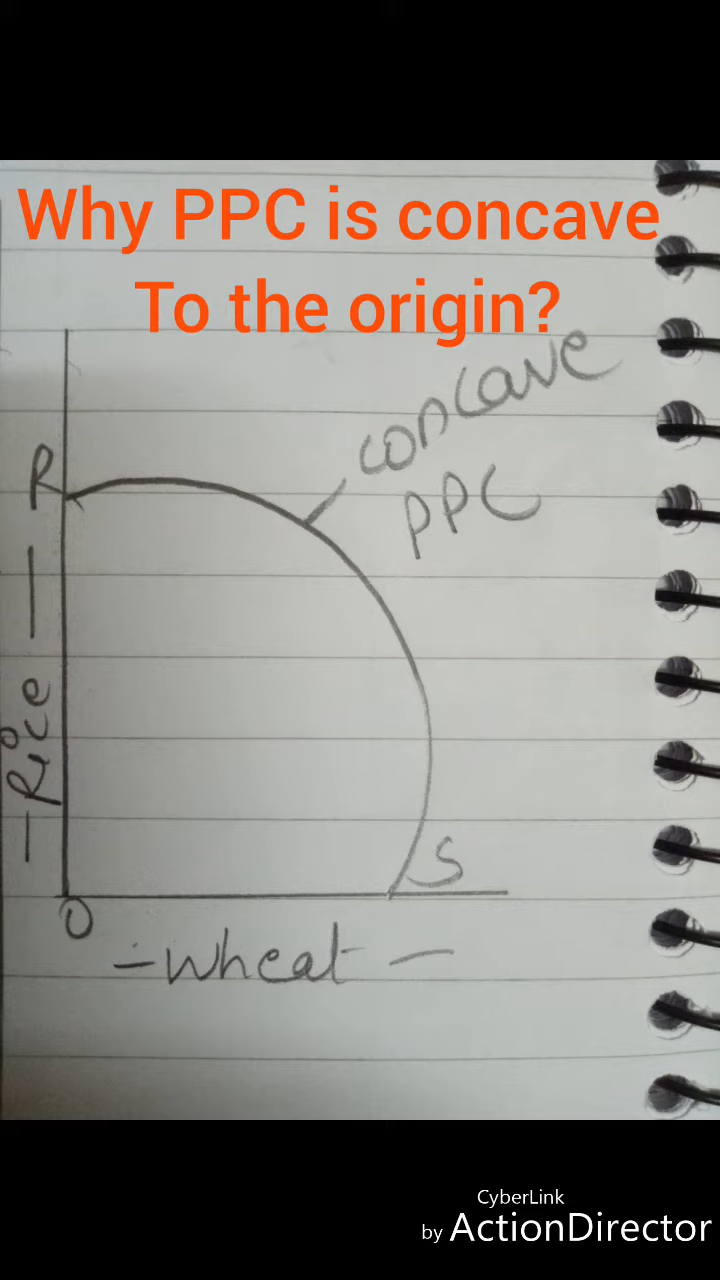 Why PPC is concave
To the origin?
concave
PPC
R
- Rice -
S
O
- Wheat -
CyberLink
by ActionDirector